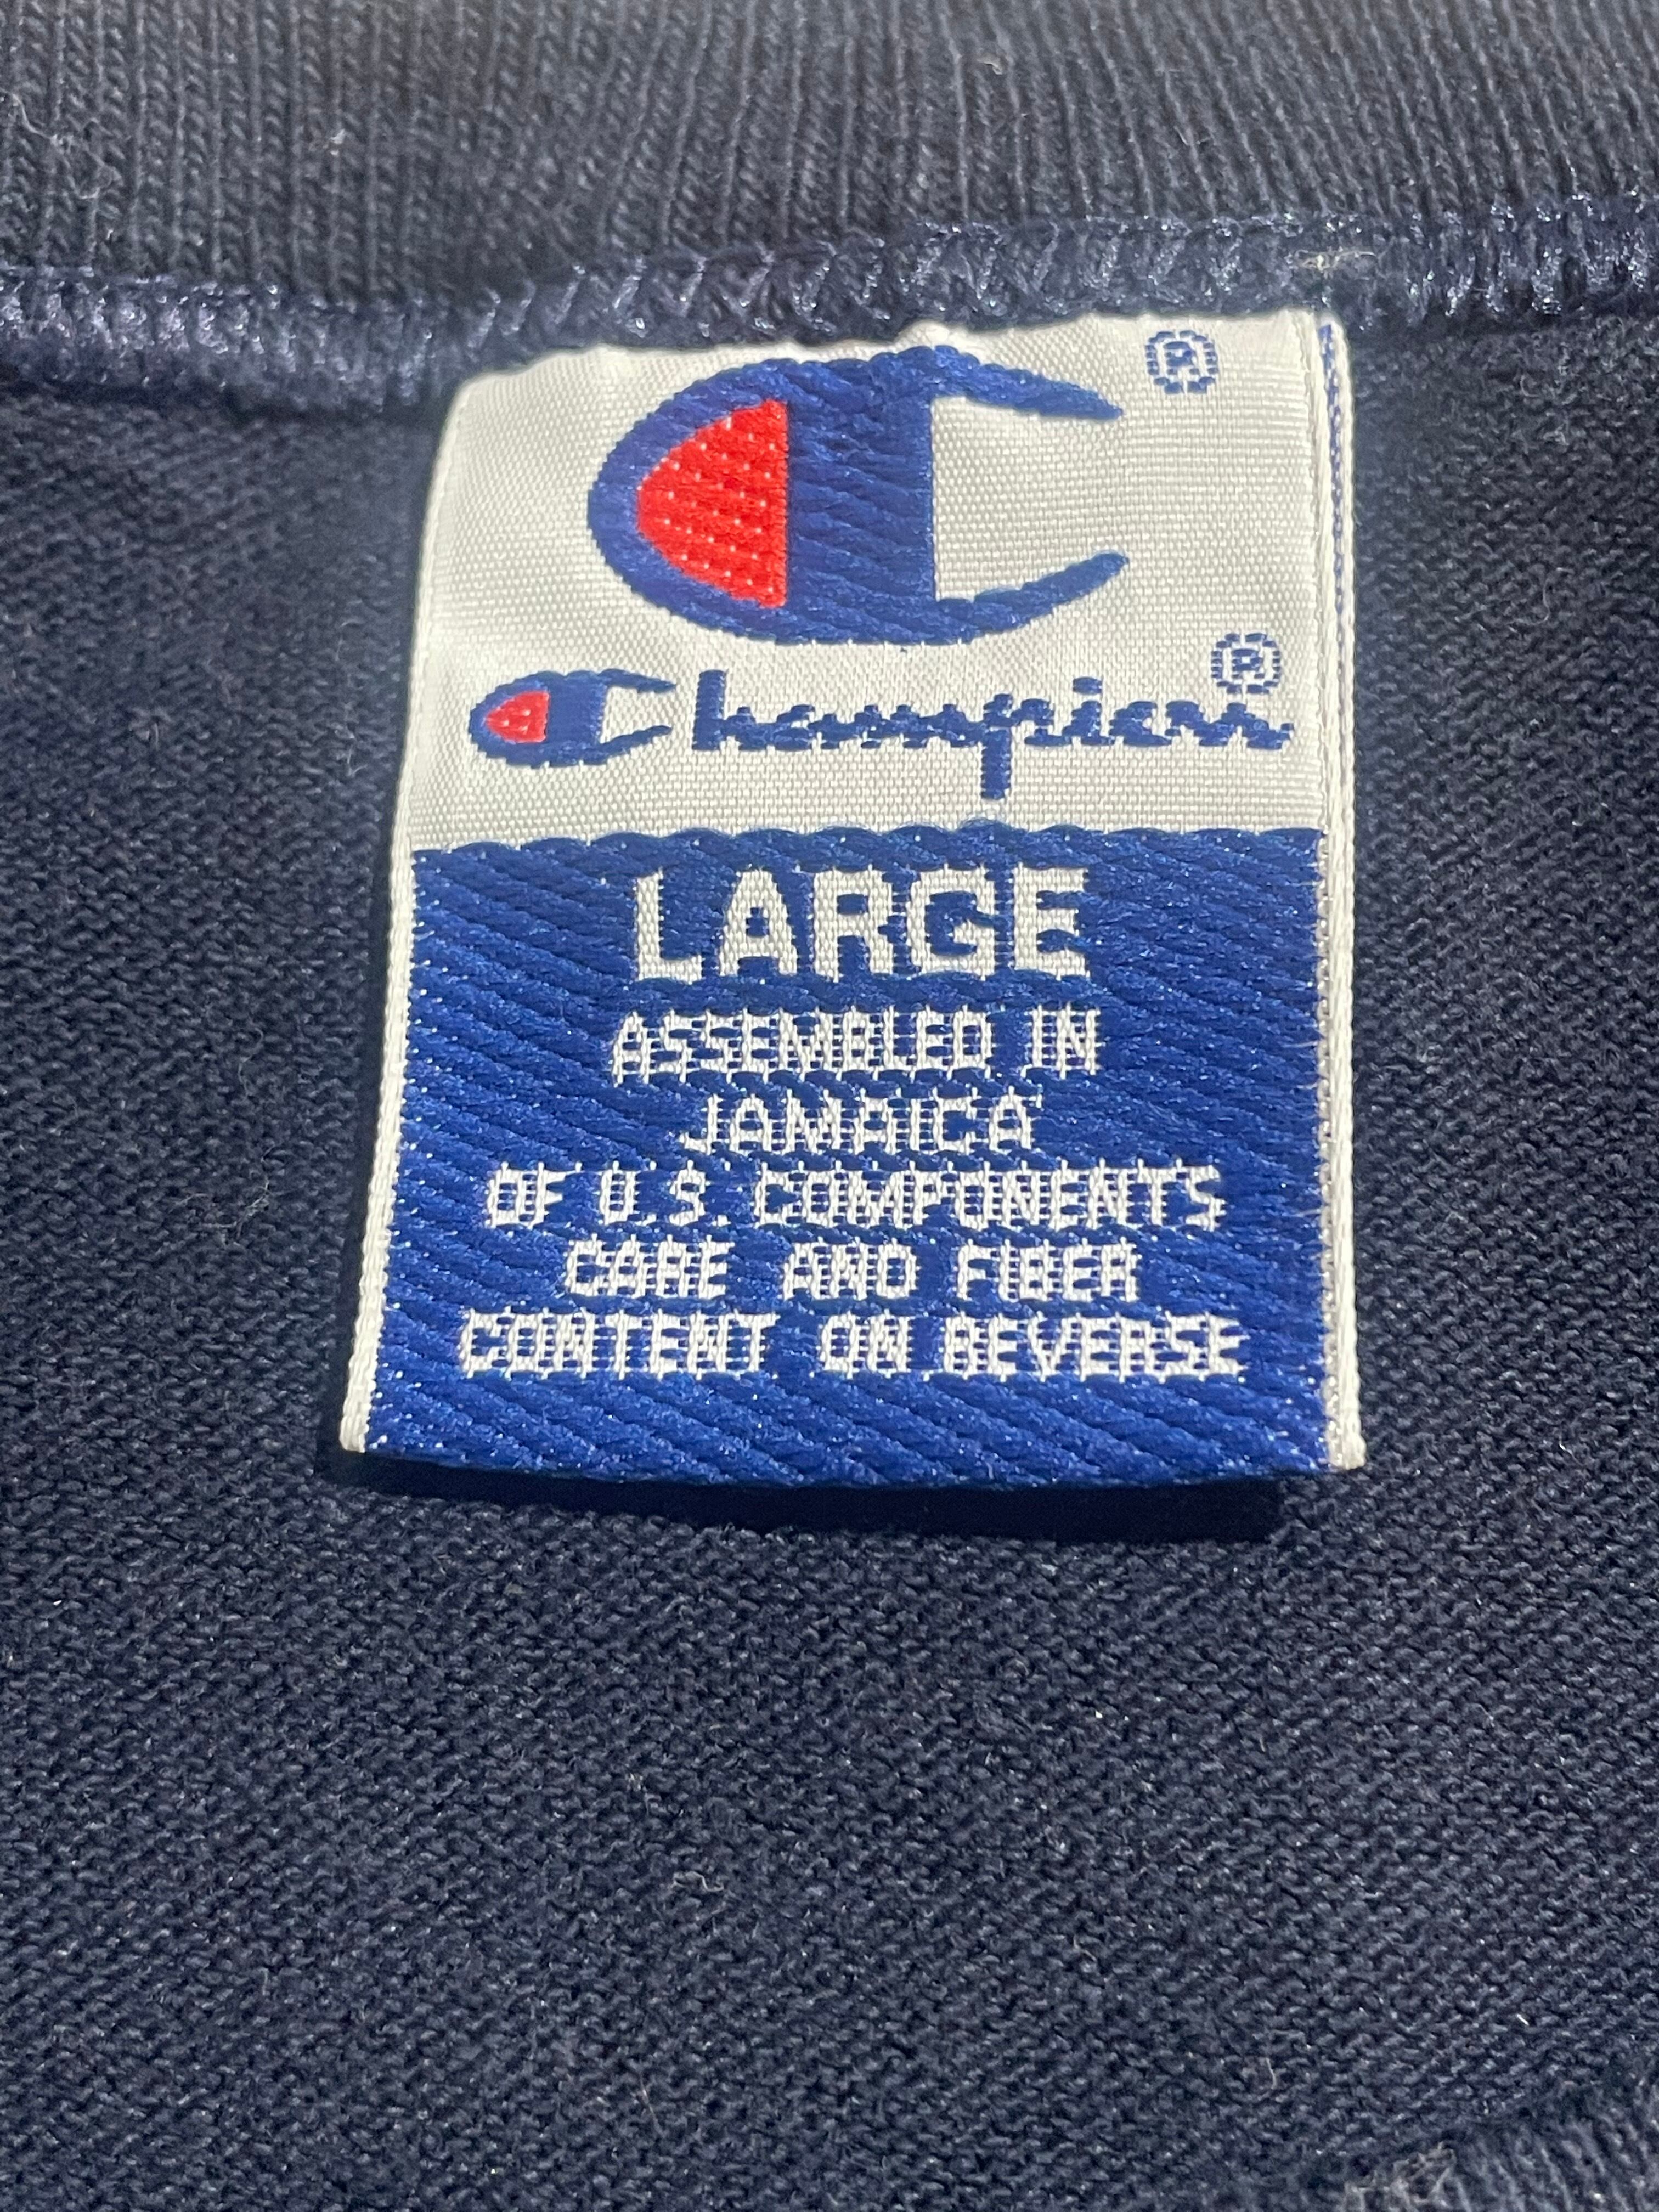 ®
Champion®
LARGE
ASSEMBLED IN
JAMAICA
OF U.S. COMPONENTS
CARE AND FIBER
CONTENT ON REVERSE